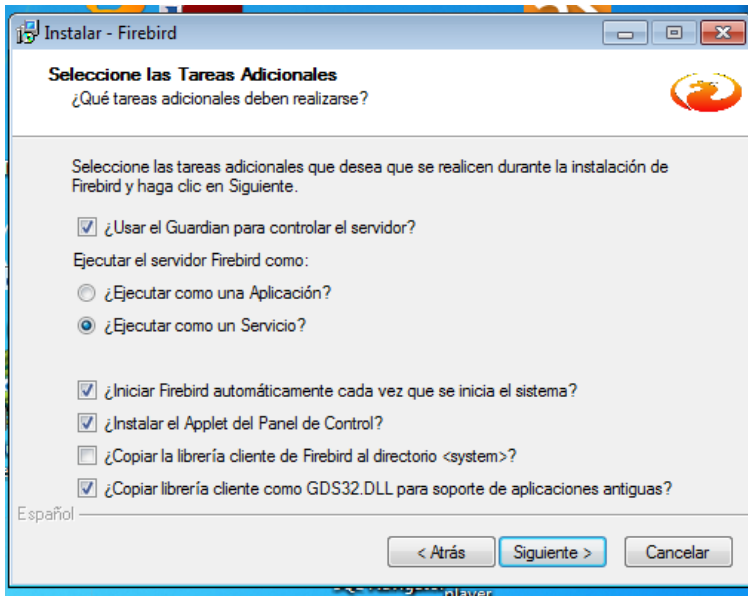 Instalar - Firebird
Seleccione las Tareas Adicionales
¿Qué tareas adicionales deben realizarse?
Seleccione las tareas adicionales que desea que se realicen durante la instalación de
Firebird y haga clic en Siguiente.
¿Usar el Guardian para controlar el servidor?
Ejecutar el servidor Firebird como:
¿Ejecutar como una Aplicación?
¿Ejecutar como un Servicio?
¿Iniciar Firebird automáticamente cada vez que se inicia el sistema?
¿Instalar el Applet del Panel de Control?
¿Copiar la librería cliente de Firebird al directorio <system>?
¿Copiar librería cliente como GDS32.DLL para soporte de aplicaciones antiguas?
Español
< Atrás
Siguiente >
Cancelar
player